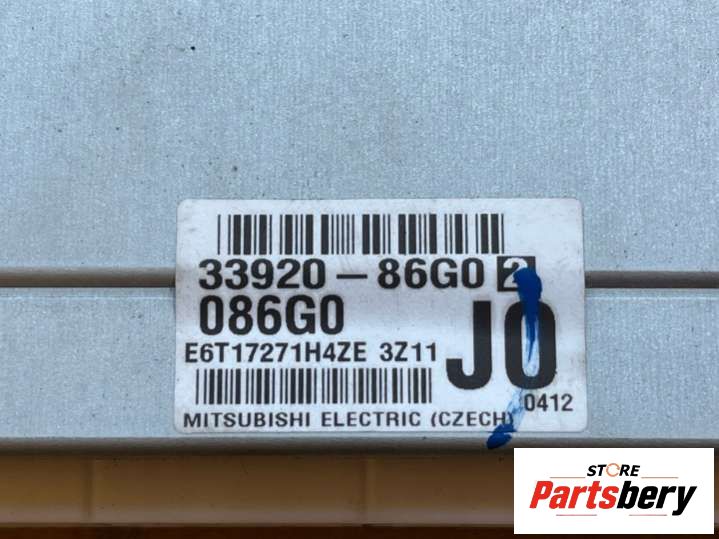 33920-86G0 2
086G0
J0
E6T17271H4ZE 3Z11
0412
MITSUBISHI ELECTRIC (CZECH)
STORE
Partsbery